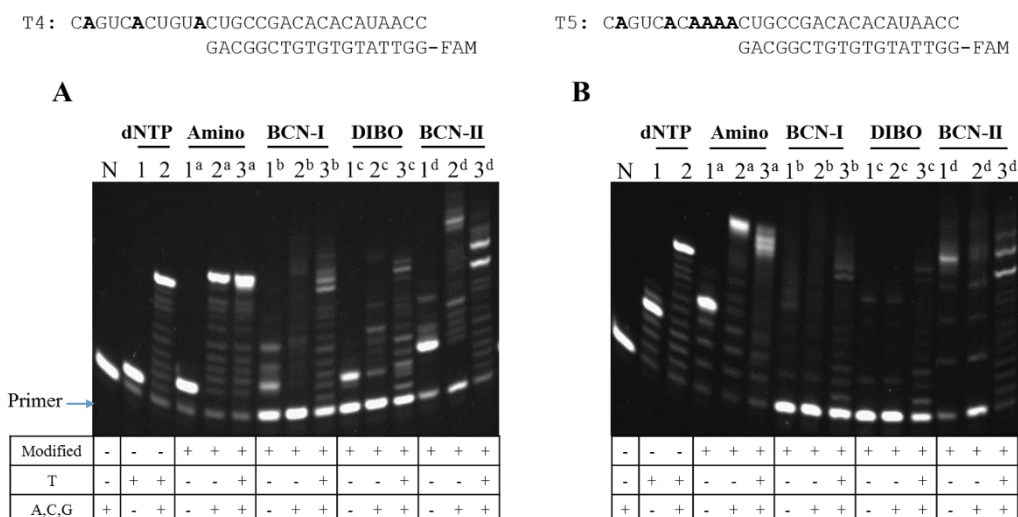 T4: CAGUCACUGUACUGCCGACACACAUAACC
GACGGCTGTGTGTATTGG-FAM
T5: CAGUCACAAAACUGCCGACACACAUAACC
GACGGCTGTGTGTATTGG-FAM
A
dNTP Amino BCN-I DIBO BCN-II
N 1 2 1ᵃ 2ᵃ 3ᵃ 1ᵇ 2ᵇ 3ᵇ 1ᶜ 2ᶜ 3ᶜ 1ᵈ 2ᵈ 3ᵈ
Primer
Modified - - - + + + + + + + + + + + +
T - + + - - + - - + - - + - - +
A,C,G + - + - + + - + + - + + - + +
B
dNTP Amino BCN-I DIBO BCN-II
N 1 2 1ᵃ 2ᵃ 3ᵃ 1ᵇ 2ᵇ 3ᵇ 1ᶜ 2ᶜ 3ᶜ 1ᵈ 2ᵈ 3ᵈ
- - - + + + + + + + + + + + +
- + + - - + - - + - - + - - +
+ - + - + + - + + - + + - + +